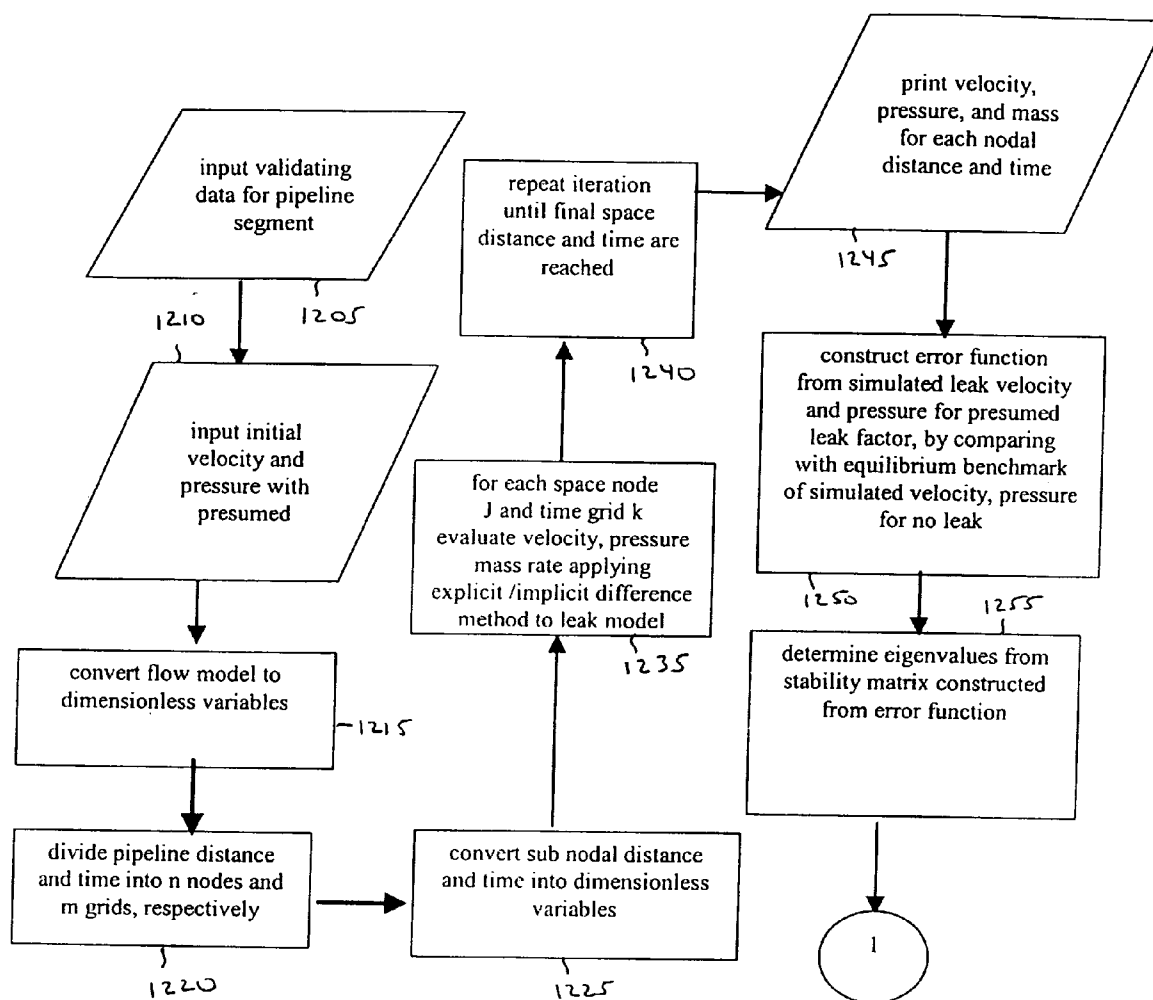 input validating
data for pipeline
segment
1205
1210
input initial
velocity and
pressure with
presumed
convert flow model to
dimensionless variables
1215
divide pipeline distance
and time into n nodes and
m grids, respectively
1220
convert sub nodal distance
and time into dimensionless
variables
1225
for each space node
J and time grid k
evaluate velocity, pressure
mass rate applying
explicit /implicit difference
method to leak model
1235
repeat iteration
until final space
distance and time are
reached
1240
print velocity,
pressure, and mass
for each nodal
distance and time
1245
construct error function
from simulated leak velocity
and pressure for presumed
leak factor, by comparing
with equilibrium benchmark
of simulated velocity, pressure
for no leak
1250
1255
determine eigenvalues from
stability matrix constructed
from error function
1